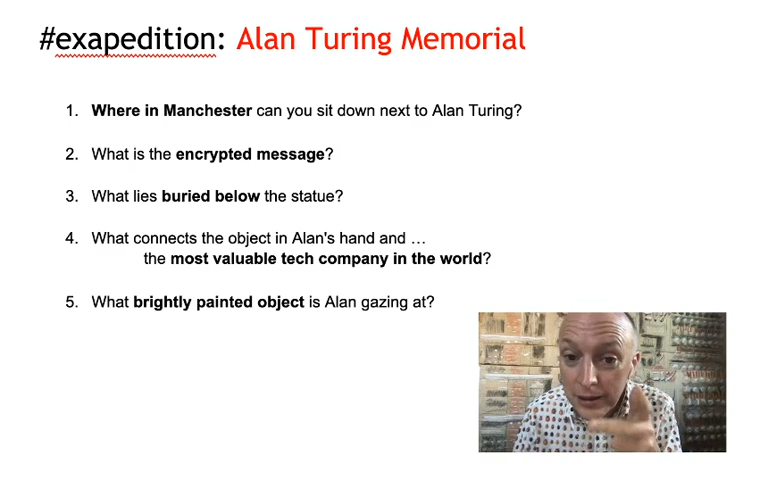 #exapedition: Alan Turing Memorial
1. Where in Manchester can you sit down next to Alan Turing?
2. What is the encrypted message?
3. What lies buried below the statue?
4. What connects the object in Alan's hand and …
the most valuable tech company in the world?
5. What brightly painted object is Alan gazing at?